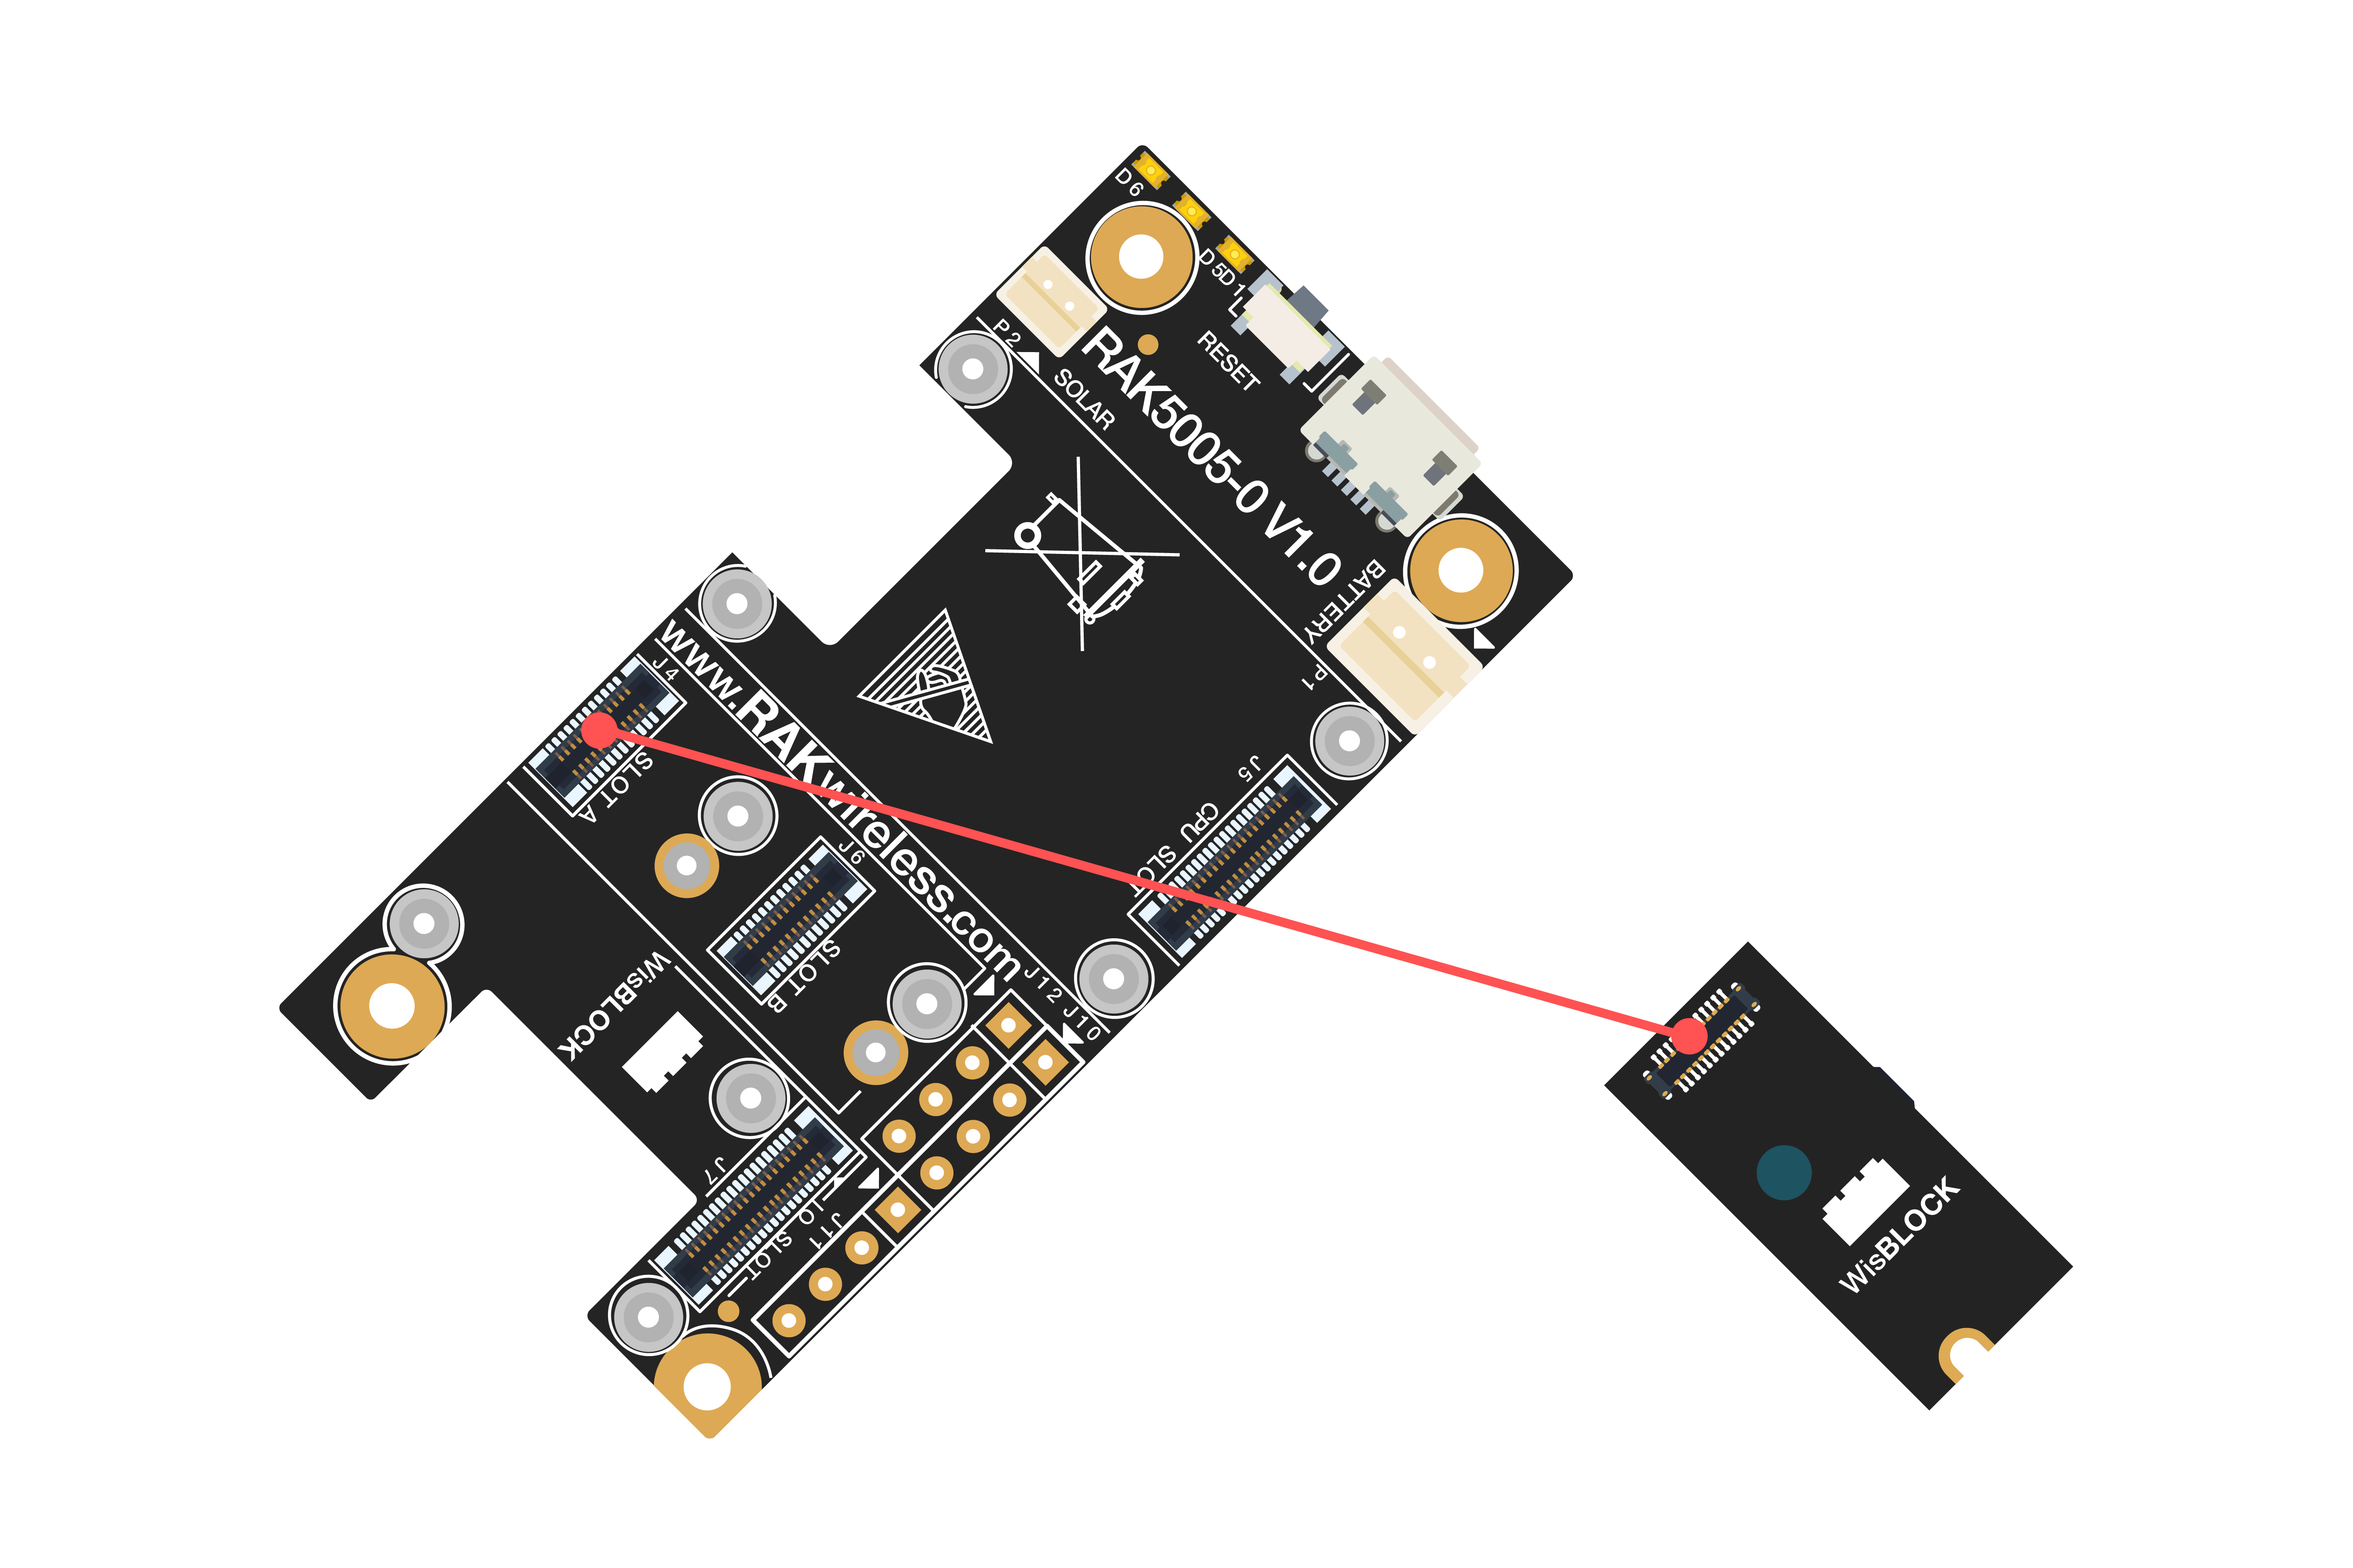 D6
D5
D1
RESET
P2
SOLAR
RAK5005-O V1.0
BATTERY
P1
J4
www.RAKwireless.com
SLOT A
J5
CPU SLOT
J6
SLOT B
J12
J10
WisBLOCK
J7
IO SLOT
J11
WisBLOCK